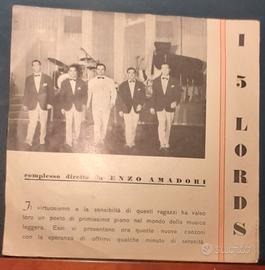 I 5 LORDS
complesso diretto da ENZO AMADORI
Il virtuosismo e la sensibilità di questi ragazzi ha valso
loro un posto di primissimo piano nel mondo della musica
leggera. Essi vi presentano ora queste nuove canzoni
con la speranza di offrirvi qualche minuto di serenità.
subito